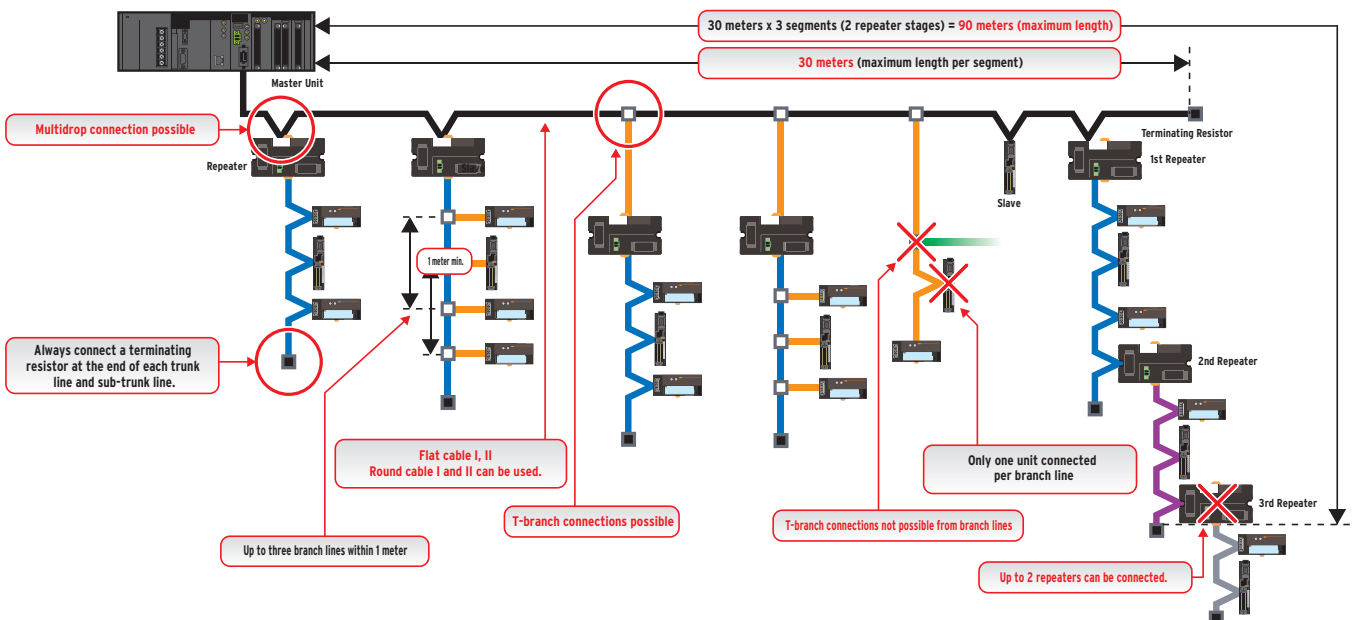 30 meters x 3 segments (2 repeater stages) = 90 meters (maximum length)
30 meters (maximum length per segment)
Master Unit
Multidrop connection possible
Terminating Resistor
Repeater
1st Repeater
Slave
1 meter min.
Always connect a terminating
resistor at the end of each trunk
line and sub-trunk line.
2nd Repeater
Flat cable I, II
Round cable I and II can be used.
Only one unit connected
per branch line
3rd Repeater
T-branch connections possible
T-branch connections not possible from branch lines
Up to three branch lines within 1 meter
Up to 2 repeaters can be connected.